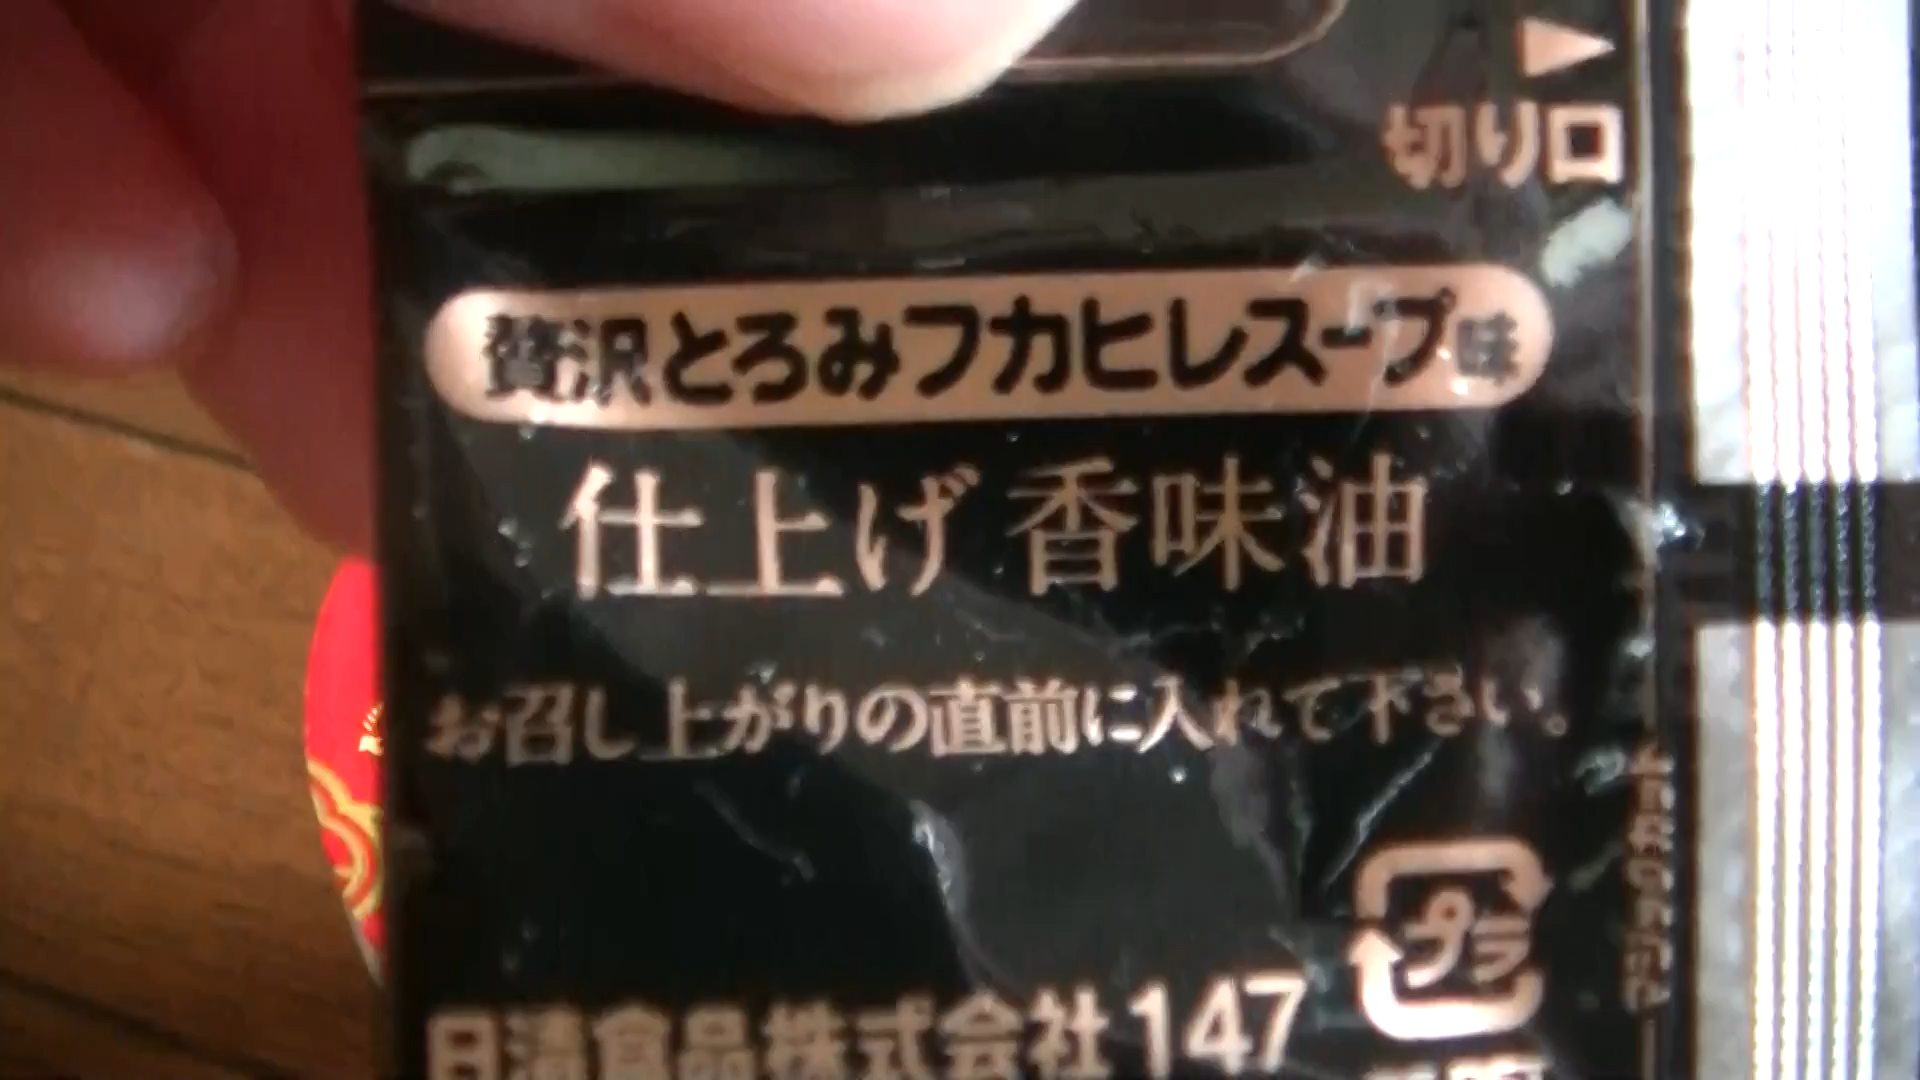 切り口
贅沢とろみフカヒレスープ味
仕上げ 香味油
お召し上がりの直前に入れて下さい。
プラ
日清食品株式会社 147